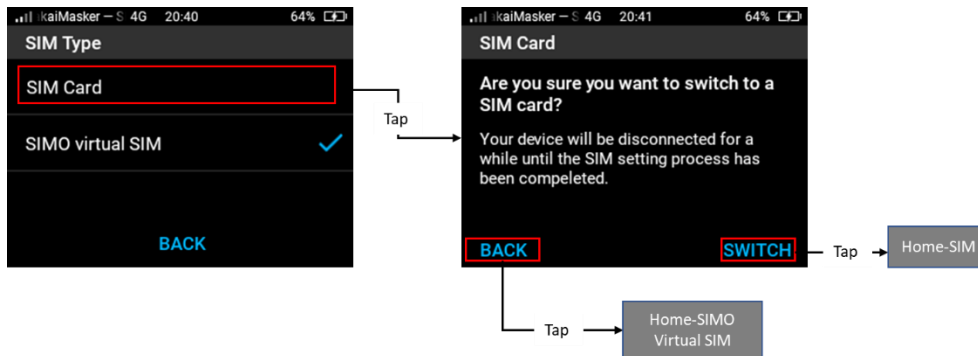 kaiMasker — S 4G 20:40 64%
SIM Type
SIM Card
SIMO virtual SIM
BACK
Tap
kaiMasker — S 4G 20:41 64%
SIM Card
Are you sure you want to switch to a
SIM card?
Your device will be disconnected for a
while until the SIM setting process has
been compeleted.
BACK
SWITCH
Tap
Home-SIM
Tap
Home-SIMO
Virtual SIM